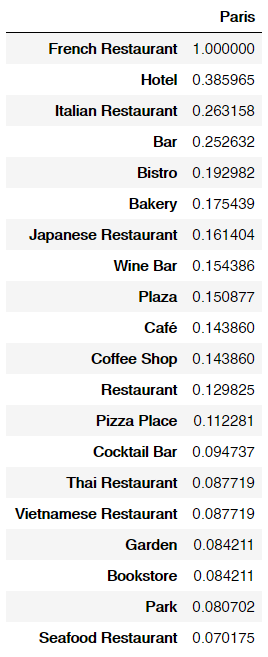 Paris
French Restaurant 1.000000
Hotel 0.385965
Italian Restaurant 0.263158
Bar 0.252632
Bistro 0.192982
Bakery 0.175439
Japanese Restaurant 0.161404
Wine Bar 0.154386
Plaza 0.150877
Café 0.143860
Coffee Shop 0.143860
Restaurant 0.129825
Pizza Place 0.112281
Cocktail Bar 0.094737
Thai Restaurant 0.087719
Vietnamese Restaurant 0.087719
Garden 0.084211
Bookstore 0.084211
Park 0.080702
Seafood Restaurant 0.070175